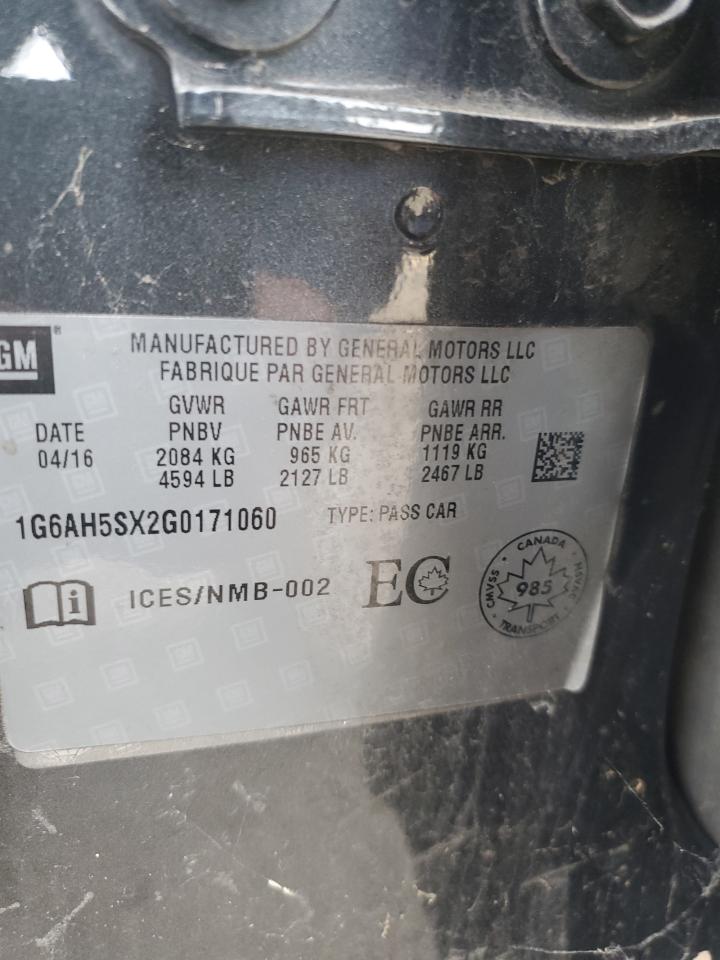 GM
MANUFACTURED BY GENERAL MOTORS LLC
FABRIQUE PAR GENERAL MOTORS LLC
GVWR GAWR FRT GAWR RR
DATE PNBV PNBE AV. PNBE ARR.
04/16 2084 KG 965 KG 1119 KG
4594 LB 2127 LB 2467 LB
1G6AH5SX2G0171060 TYPE: PASS CAR
i ICES/NMB-002 EC
CANADA
CMVSS 985 NSVAC
TRANSPORT